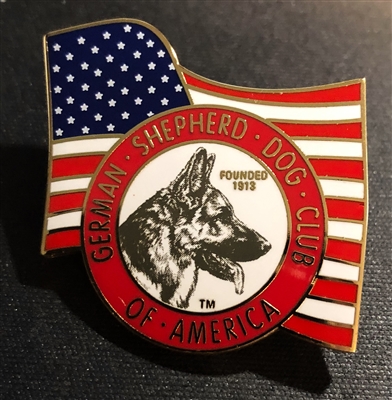 GERMAN · SHEPHERD · DOG · CLUB
OF · AMERICA
FOUNDED
1913
TM